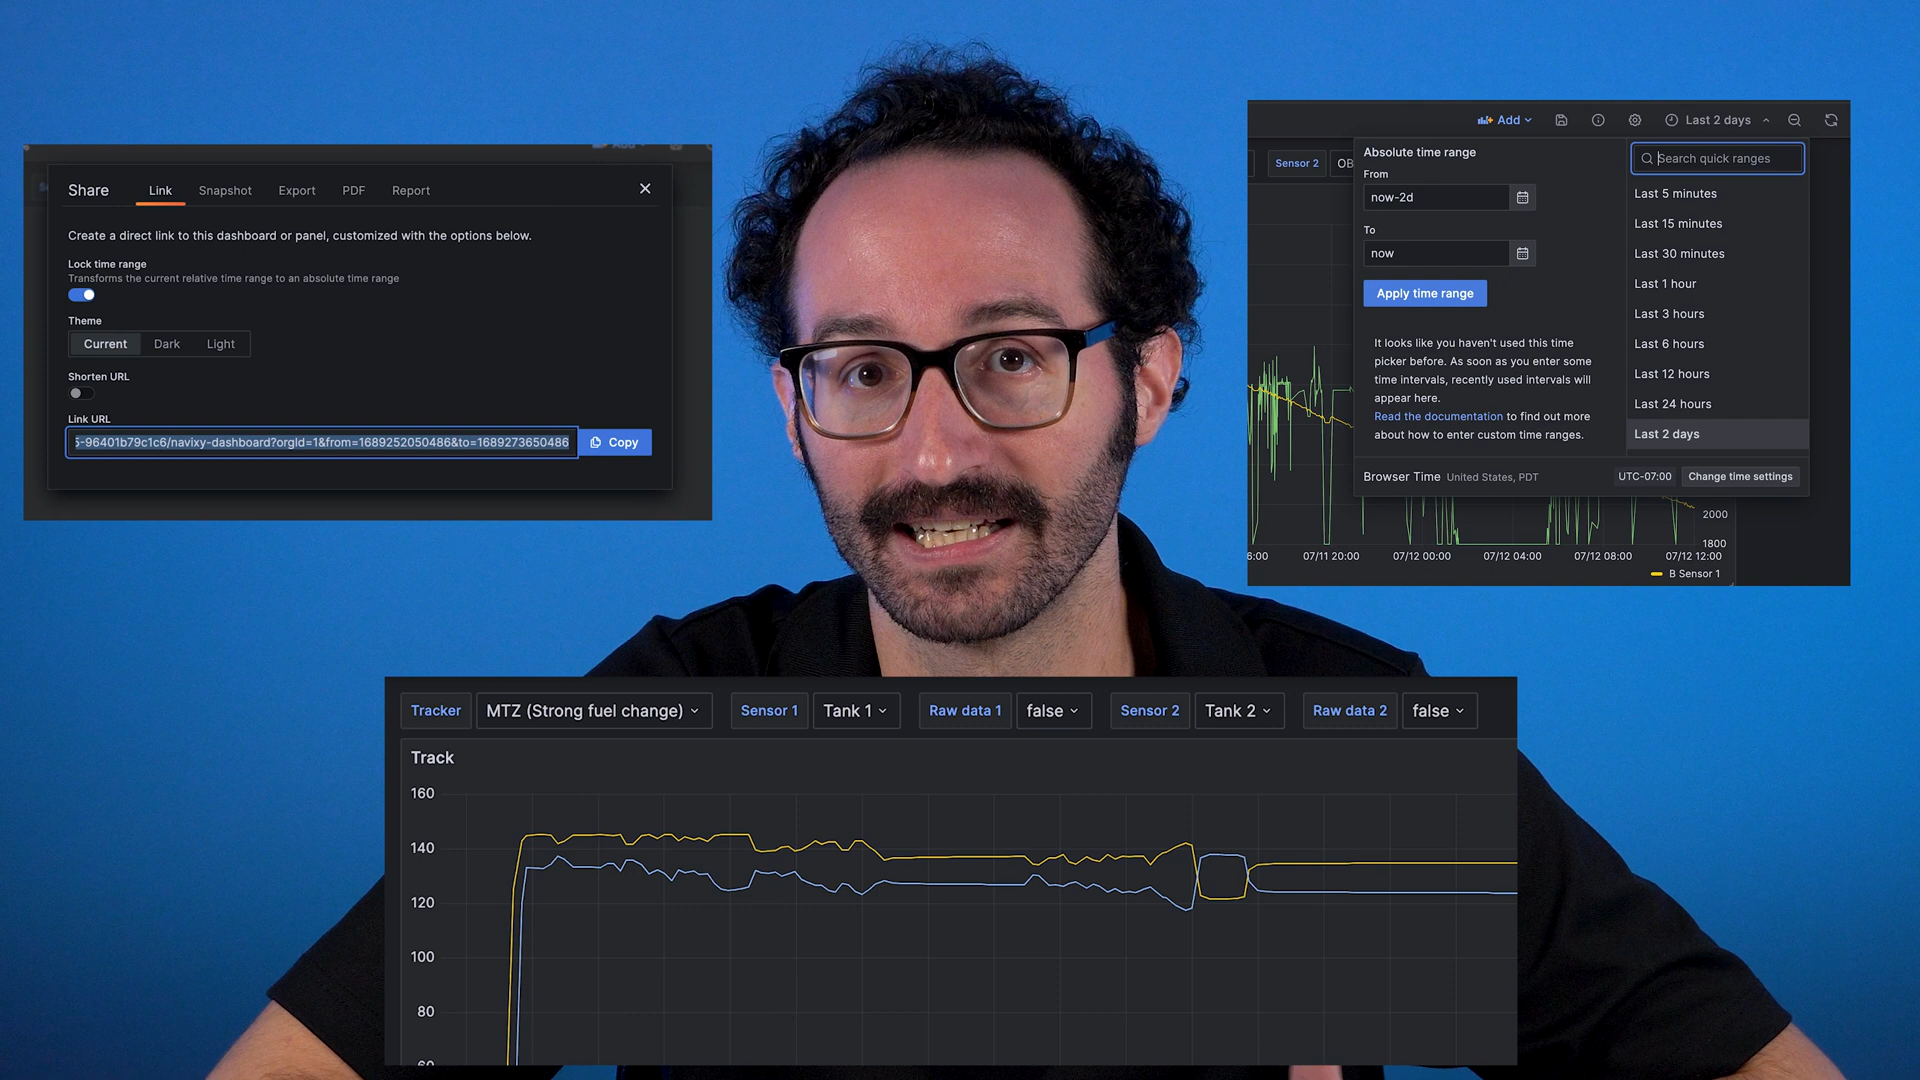 Share
Link
Snapshot
Export
PDF
Report
Create a direct link to this dashboard or panel, customized with the options below.
Lock time range
Transforms the current relative time range to an absolute time range
Theme
Current
Dark
Light
Shorten URL
Link URL
-96401b79c1c6/navixy-dashboard?orgId=1&from=1689252050486&to=1689273650486
Copy
Add
Last 2 days
Sensor 2
OB
Absolute time range
From
now-2d
To
now
Apply time range
It looks like you haven't used this time
picker before. As soon as you enter some
time intervals, recently used intervals will
appear here.
Read the documentation to find out more
about how to enter custom time ranges.
Search quick ranges
Last 5 minutes
Last 15 minutes
Last 30 minutes
Last 1 hour
Last 3 hours
Last 6 hours
Last 12 hours
Last 24 hours
Last 2 days
Browser Time United States, PDT
UTC-07:00
Change time settings
2000
1800
6:00
07/11 20:00
07/12 00:00
07/12 04:00
07/12 08:00
07/12 12:00
B Sensor 1
Tracker
MTZ (Strong fuel change)
Sensor 1
Tank 1
Raw data 1
false
Sensor 2
Tank 2
Raw data 2
false
Track
160
140
120
100
80